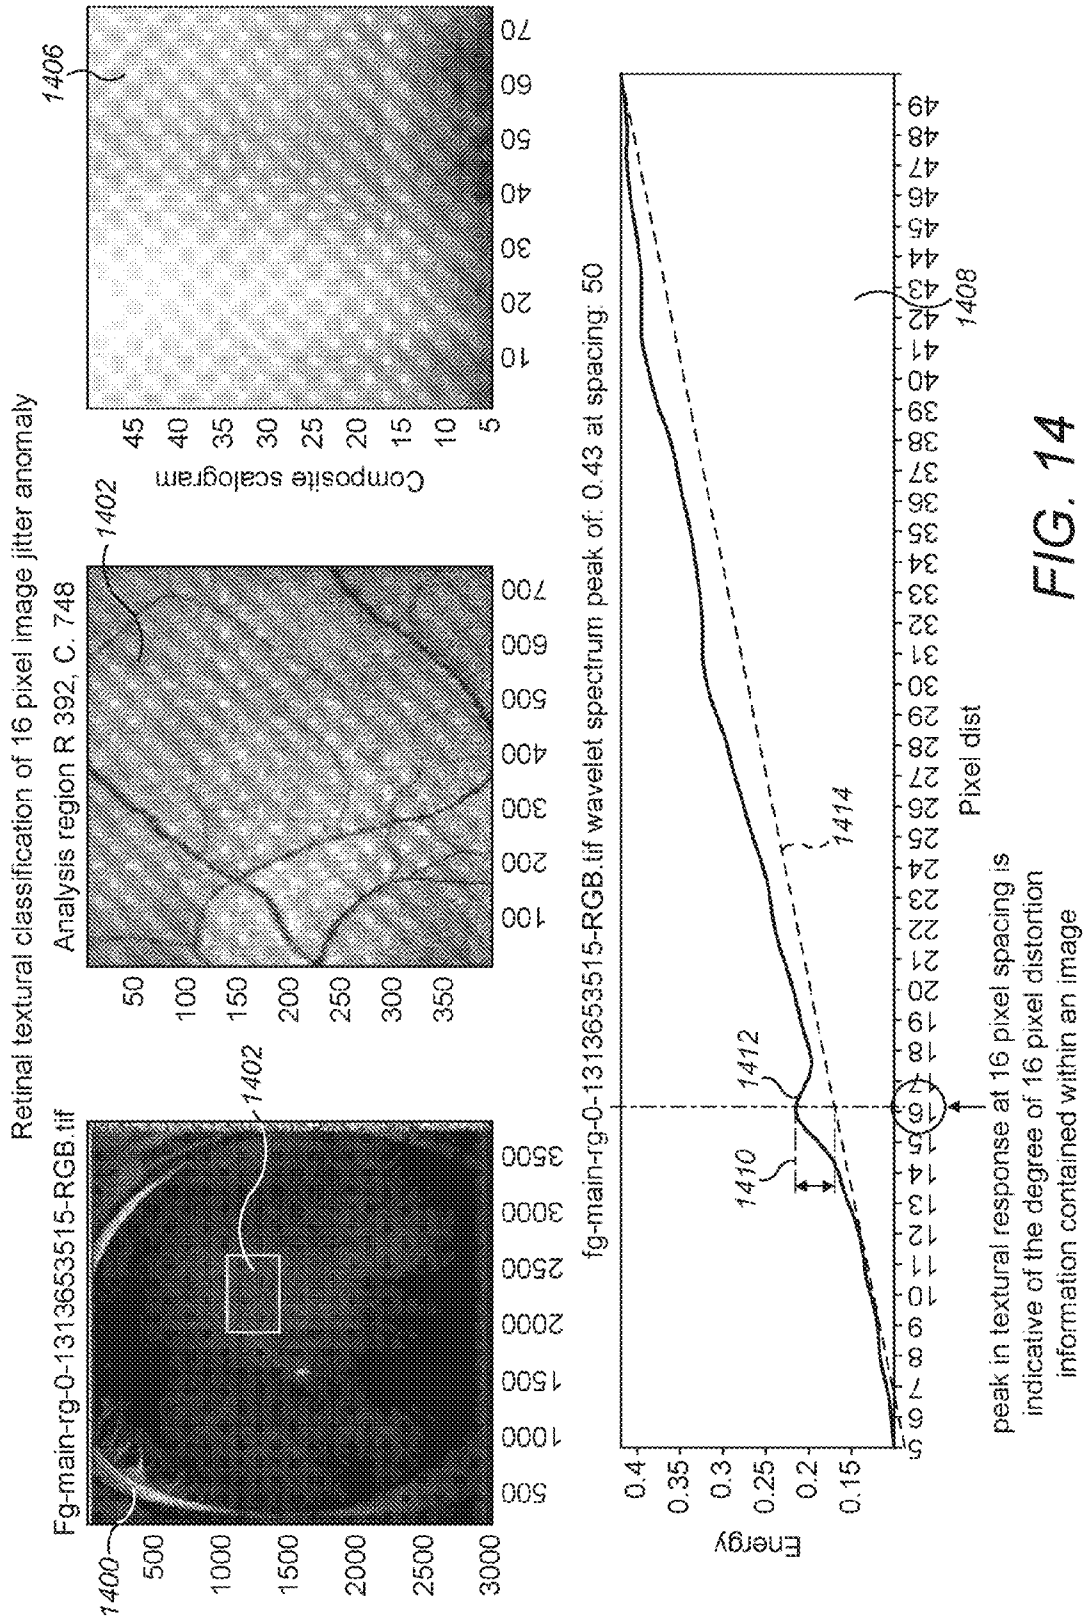 Retinal textural classification of 16 pixel image jitter anomaly
Fg-main-rg-0-1313653515-RGB.tif
1400
500
1000
1500
2000
2500
3000
500 1000 1500 2000 2500 3000 3500
1402
Analysis region R 392, C. 748
50
100
150
200
250
300
350
100 200 300 400 500 600 700
1402
Composite scalogram
45
40
35
30
25
20
15
10
5
10 20 30 40 50 60 70
1406
fg-main-rg-0-1313653515-RGB.tif wavelet spectrum peak of: 0.43 at spacing: 50
Energy
0.4
0.35
0.3
0.25
0.2
0.15
1410
1412
1414
5 6 7 8 9 10 11 12 13 14 15 16 17 18 19 20 21 22 23 24 25 26 27 28 29 30 31 32 33 34 35 36 37 38 39 40 41 42 43 44 45 46 47 48 49
Pixel dist
1408
peak in textural response at 16 pixel spacing is
indicative of the degree of 16 pixel distortion
information contained within an image
FIG. 14